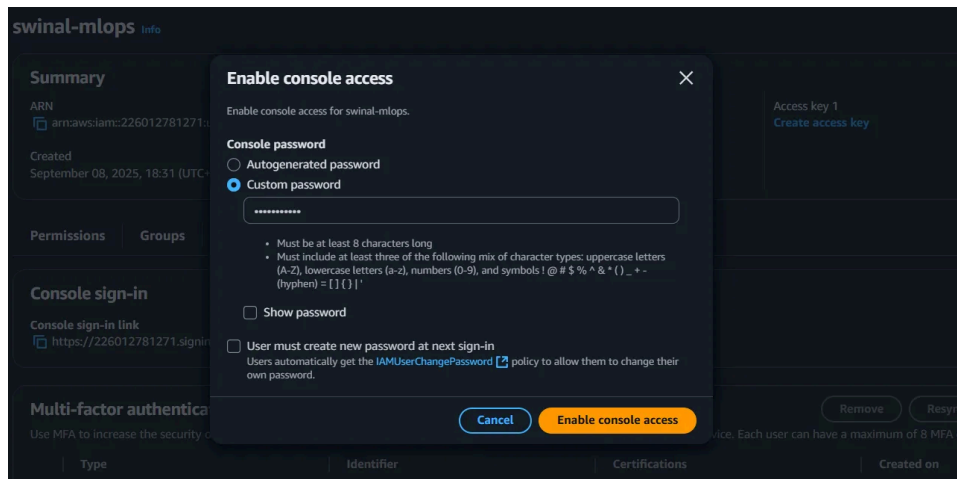 swinal-mlops Info
Summary
ARN
arn:aws:iam::226012781271:
Created
September 08, 2025, 18:31 (UTC+
Access key 1
Create access key
Enable console access
Enable console access for swinal-mlops.
Console password
Autogenerated password
Custom password
•••••••••••
• Must be at least 8 characters long
• Must include at least three of the following mix of character types: uppercase letters
(A-Z), lowercase letters (a-z), numbers (0-9), and symbols ! @ # $ % ^ & * ( ) _ + -
(hyphen) = [ ] { } | '
Show password
User must create new password at next sign-in
Users automatically get the IAMUserChangePassword policy to allow them to change their
own password.
Cancel Enable console access
Permissions Groups
Console sign-in
Console sign-in link
https://226012781271.signin
Multi-factor authentica
Remove Resyn
Use MFA to increase the security o
vice. Each user can have a maximum of 8 MFA
Type Identifier Certifications Created on